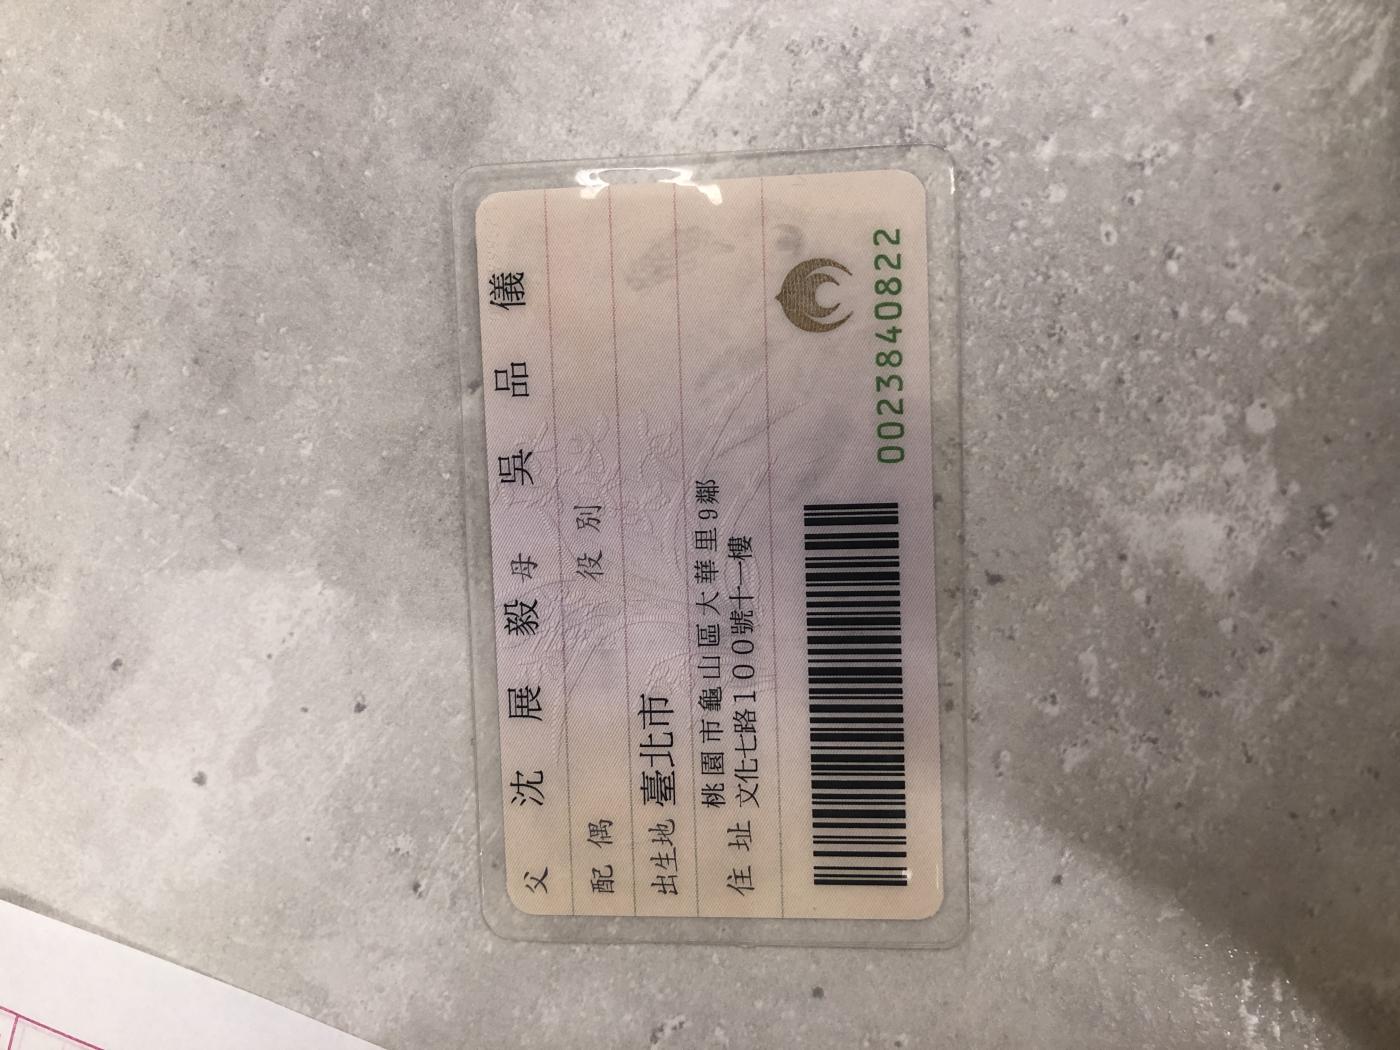 父 沈展毅 母 吳品儀
配偶 役別
出生地 臺北市
住址 桃園市龜山區大華里9鄰
文化七路100號十一樓
0023840822